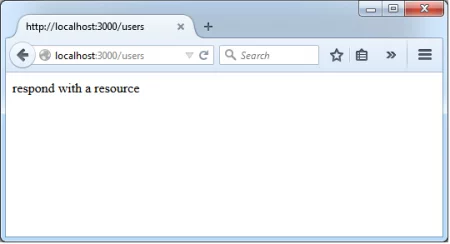 http://localhost:3000/users
localhost:3000/users
Search
respond with a resource